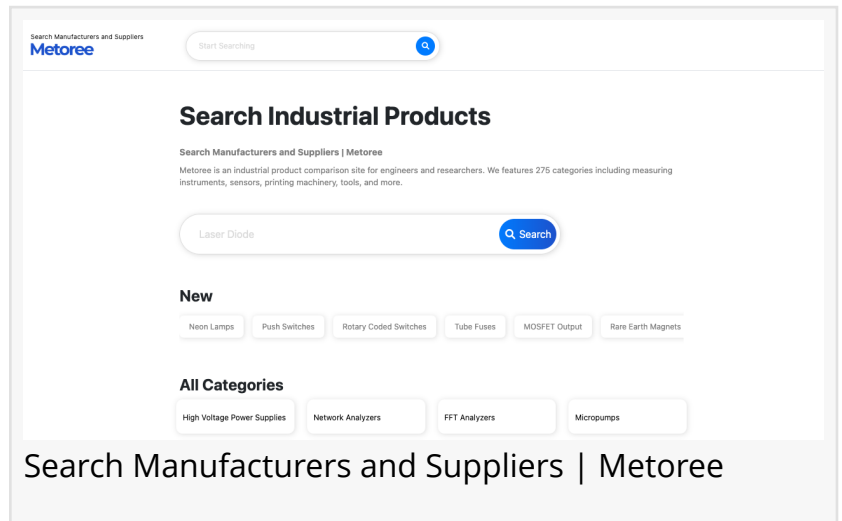 Search Manufacturers and Suppliers
Metoree
Start Searching
Search Industrial Products
Search Manufacturers and Suppliers | Metoree
Metoree is an industrial product comparison site for engineers and researchers. We features 275 categories including measuring
instruments, sensors, printing machinery, tools, and more.
Laser Diode
Search
New
Neon Lamps
Push Switches
Rotary Coded Switches
Tube Fuses
MOSFET Output
Rare Earth Magnets
All Categories
High Voltage Power Supplies
Network Analyzers
FFT Analyzers
Micropumps
Search Manufacturers and Suppliers | Metoree